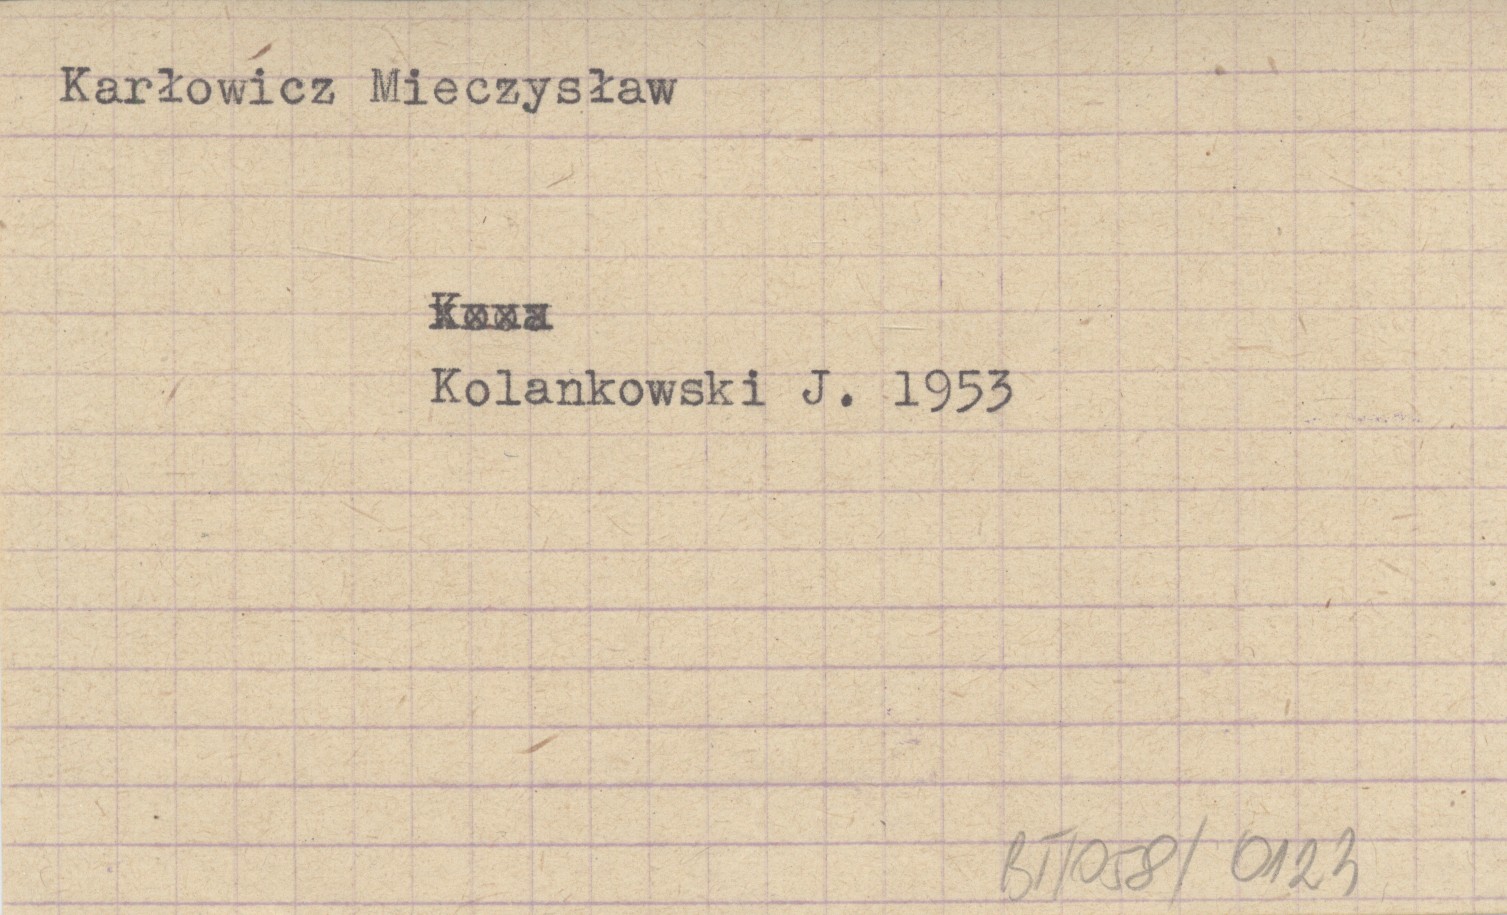 Karłowicz Mieczysław
Kolankowski J. 1953
BT/058/ 0123